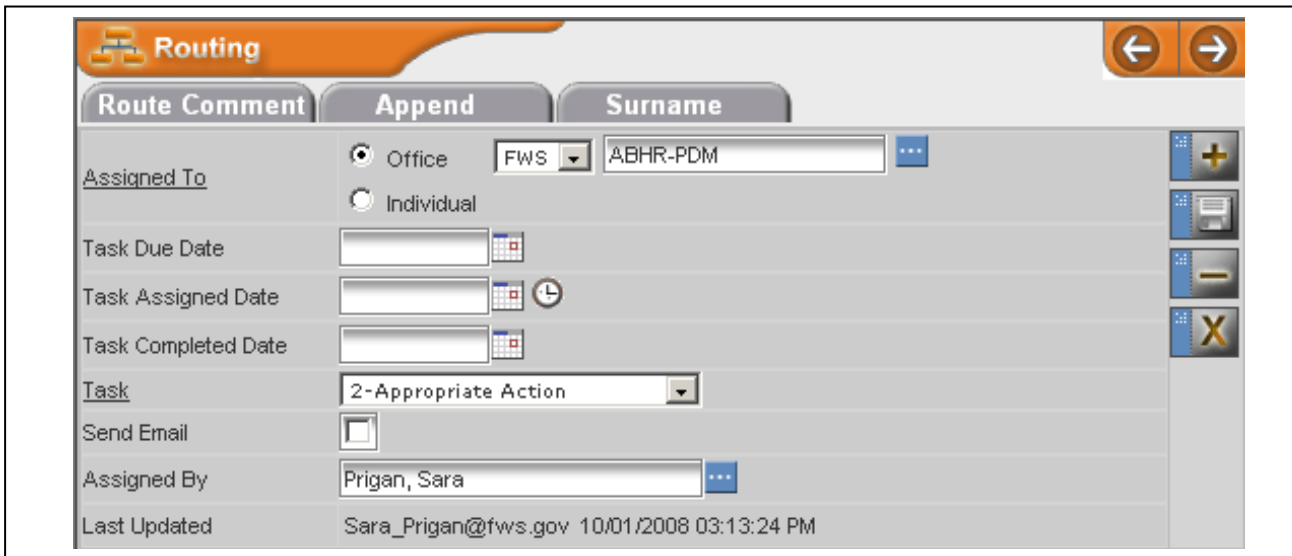 Routing
Route Comment Append Surname
Assigned To Office FWS ABHR-PDM
Individual
Task Due Date
Task Assigned Date
Task Completed Date
Task 2-Appropriate Action
Send Email
Assigned By Prigan, Sara
Last Updated Sara_Prigan@fws.gov 10/01/2008 03:13:24 PM